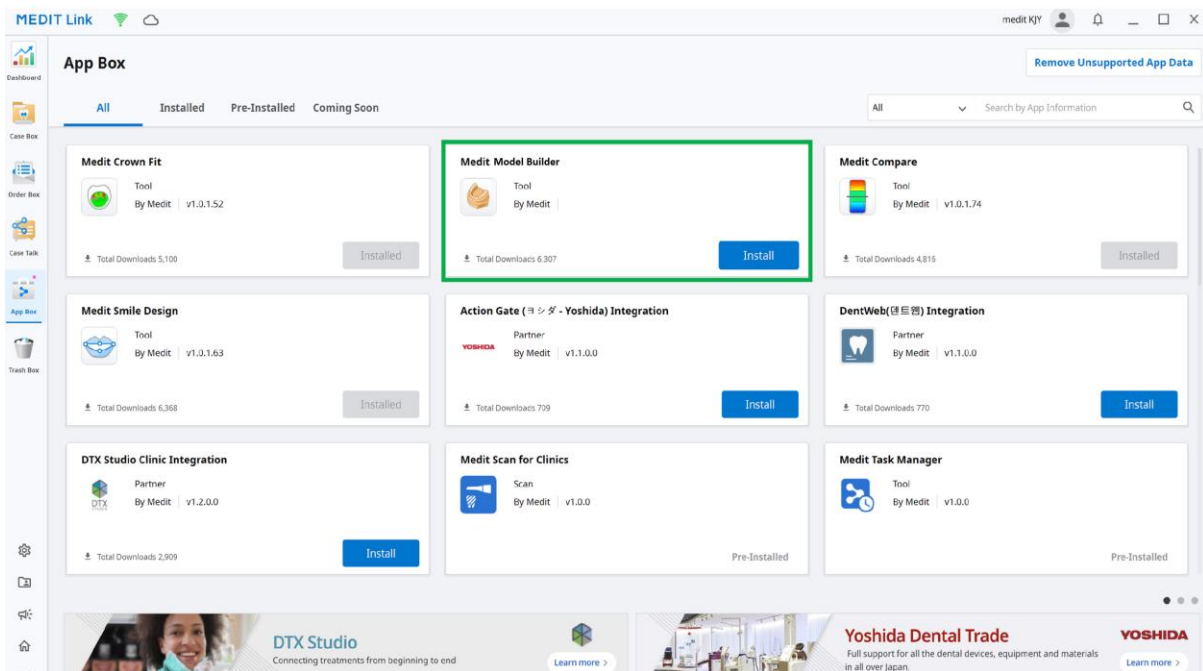 MEDIT Link
medit KJY
Dashboard
Case Box
Order Box
Case Talk
App Box
Trash Box
App Box
Remove Unsupported App Data
All Installed Pre-Installed Coming Soon
All Search by App Information
Medit Crown Fit
Tool
By Medit v1.0.1.52
Total Downloads 5,100 Installed
Medit Model Builder
Tool
By Medit
Total Downloads 6,307 Install
Medit Compare
Tool
By Medit v1.0.1.74
Total Downloads 4,816 Installed
Medit Smile Design
Tool
By Medit v1.0.1.63
Total Downloads 6,368 Installed
Action Gate (ヨシダ - Yoshida) Integration
YOSHIDA
Partner
By Medit v1.1.0.0
Total Downloads 709 Install
DentWeb(덴트웹) Integration
Partner
By Medit v1.1.0.0
Total Downloads 770 Install
DTX Studio Clinic Integration
DTX
Partner
By Medit v1.2.0.0
Total Downloads 2,909 Install
Medit Scan for Clinics
Scan
By Medit v1.0.0
Pre-Installed
Medit Task Manager
Tool
By Medit v1.0.0
Pre-Installed
DTX Studio
Connecting treatments from beginning to end
Learn more >
Yoshida Dental Trade
Full support for all the dental devices, equipment and materials
in all over Japan.
YOSHIDA
Learn more >